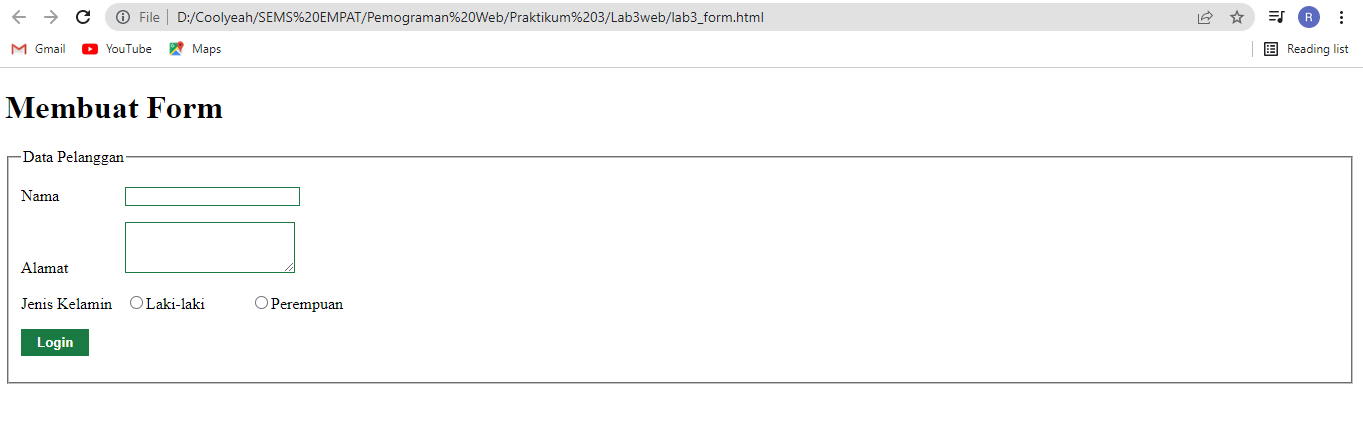 File D:/Coolyeah/SEMS%20EMPAT/Pemograman%20Web/Praktikum%203/Lab3web/lab3_form.html R
Gmail YouTube Maps Reading list
Membuat Form
Data Pelanggan
Nama
Alamat
Jenis Kelamin Laki-laki Perempuan
Login